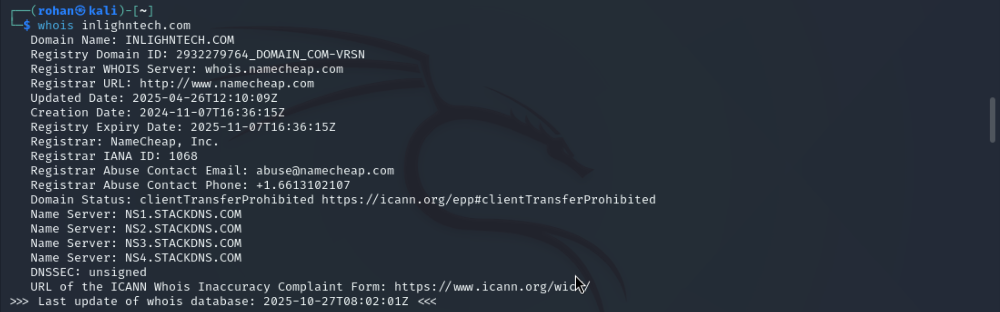 (rohan㉿kali)-[~]
$ whois inlighntech.com
Domain Name: INLIGHNTECH.COM
Registry Domain ID: 2932279764_DOMAIN_COM-VRSN
Registrar WHOIS Server: whois.namecheap.com
Registrar URL: http://www.namecheap.com
Updated Date: 2025-04-26T12:10:09Z
Creation Date: 2024-11-07T16:36:15Z
Registry Expiry Date: 2025-11-07T16:36:15Z
Registrar: NameCheap, Inc.
Registrar IANA ID: 1068
Registrar Abuse Contact Email: abuse@namecheap.com
Registrar Abuse Contact Phone: +1.6613102107
Domain Status: clientTransferProhibited https://icann.org/epp#clientTransferProhibited
Name Server: NS1.STACKDNS.COM
Name Server: NS2.STACKDNS.COM
Name Server: NS3.STACKDNS.COM
Name Server: NS4.STACKDNS.COM
DNSSEC: unsigned
URL of the ICANN Whois Inaccuracy Complaint Form: https://www.icann.org/wicf/
>>> Last update of whois database: 2025-10-27T08:02:01Z <<<